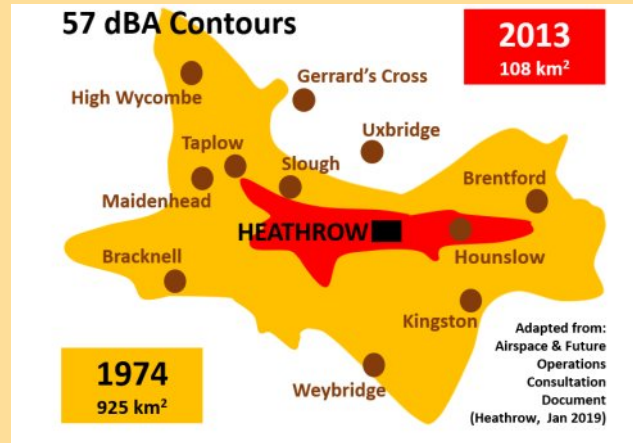 57 dBA Contours
2013
108 km²
High Wycombe
Gerrard's Cross
Uxbridge
Taplow
Slough
Maidenhead
Brentford
HEATHROW
Bracknell
Hounslow
Kingston
Weybridge
1974
925 km²
Adapted from:
Airspace & Future
Operations
Consultation
Document
(Heathrow, Jan 2019)